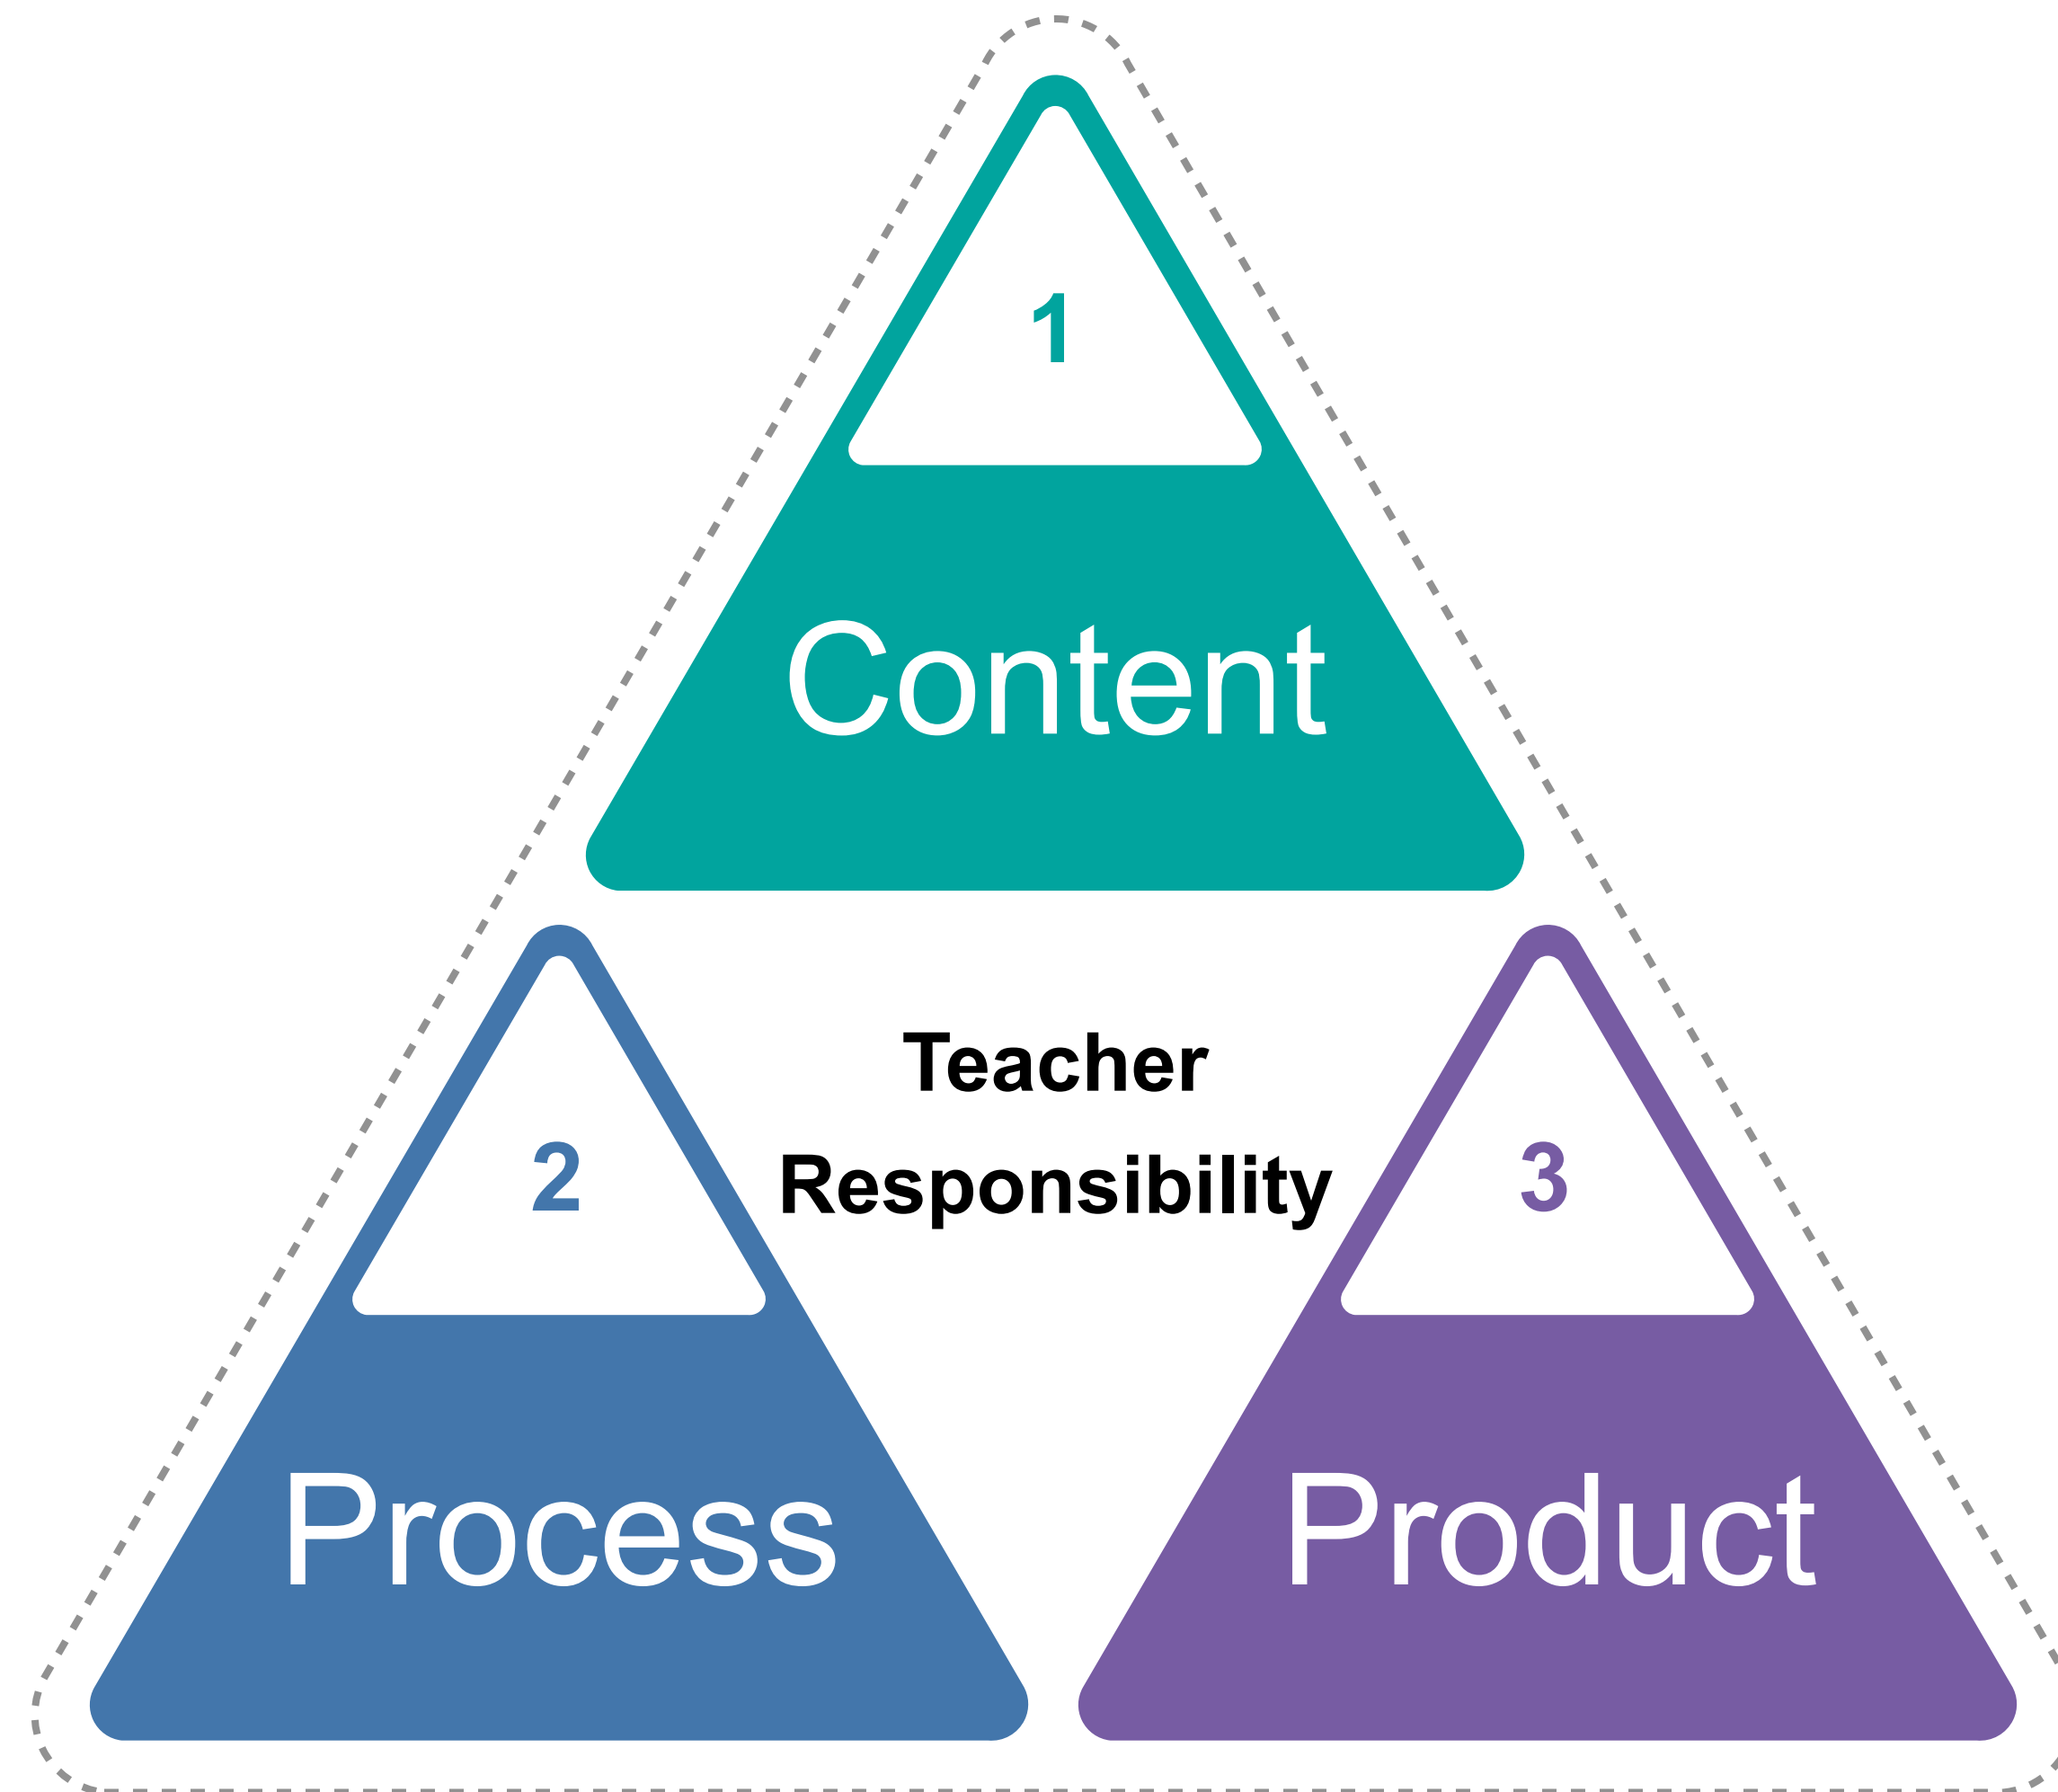 1
Content
Teacher
Responsibility
2
Process
3
Product